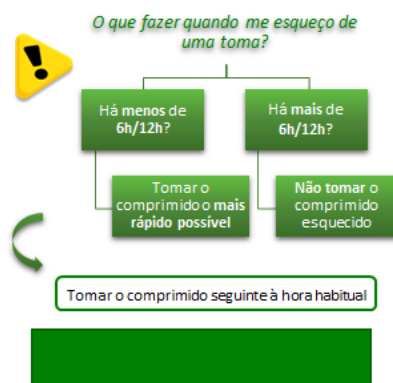 O que fazer quando me esqueço de
uma toma?
Há menos de
6h/12h?
Há mais de
6h/12h?
Tomar o
comprimido o mais
rápido possível
Não tomar o
comprimido
esquecido
Tomar o comprimido seguinte à hora habitual